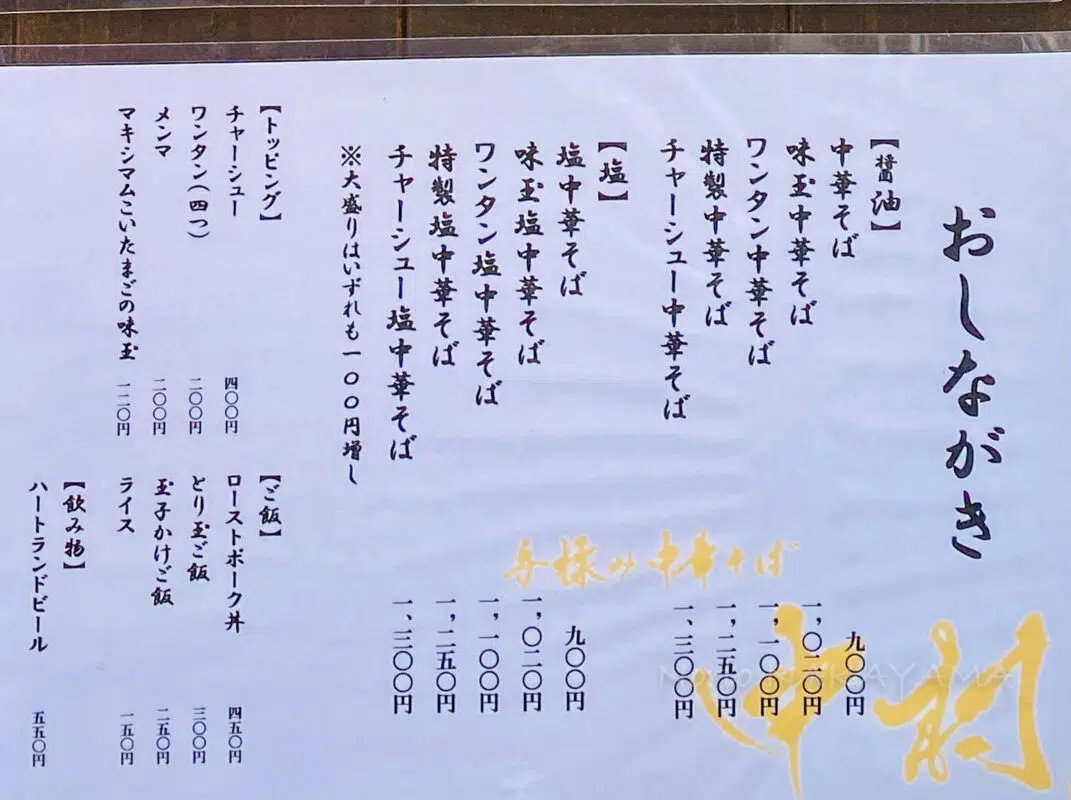 おしながき
【醤油】
中華そば 九〇〇円
味玉中華そば 一、〇二〇円
ワンタン中華そば 一、一〇〇円
特製中華そば 一、二五〇円
チャーシュー中華そば 一、三〇〇円
【塩】
塩中華そば 九〇〇円
味玉塩中華そば 一、〇二〇円
ワンタン塩中華そば 一、一〇〇円
特製塩中華そば 一、二五〇円
チャーシュー塩中華そば 一、三〇〇円
※大盛りはいずれも一〇〇円増し
【トッピング】
チャーシュー 四〇〇円
ワンタン(四つ) 二〇〇円
メンマ 二〇〇円
マキシマムこいたまごの味玉 一二〇円
【ご飯】
ローストポーク丼 四五〇円
とり玉ご飯 三〇〇円
玉子かけご飯 二五〇円
ライス 一五〇円
【飲み物】
ハートランドビール 五五〇円
手揉み中華そば
中村